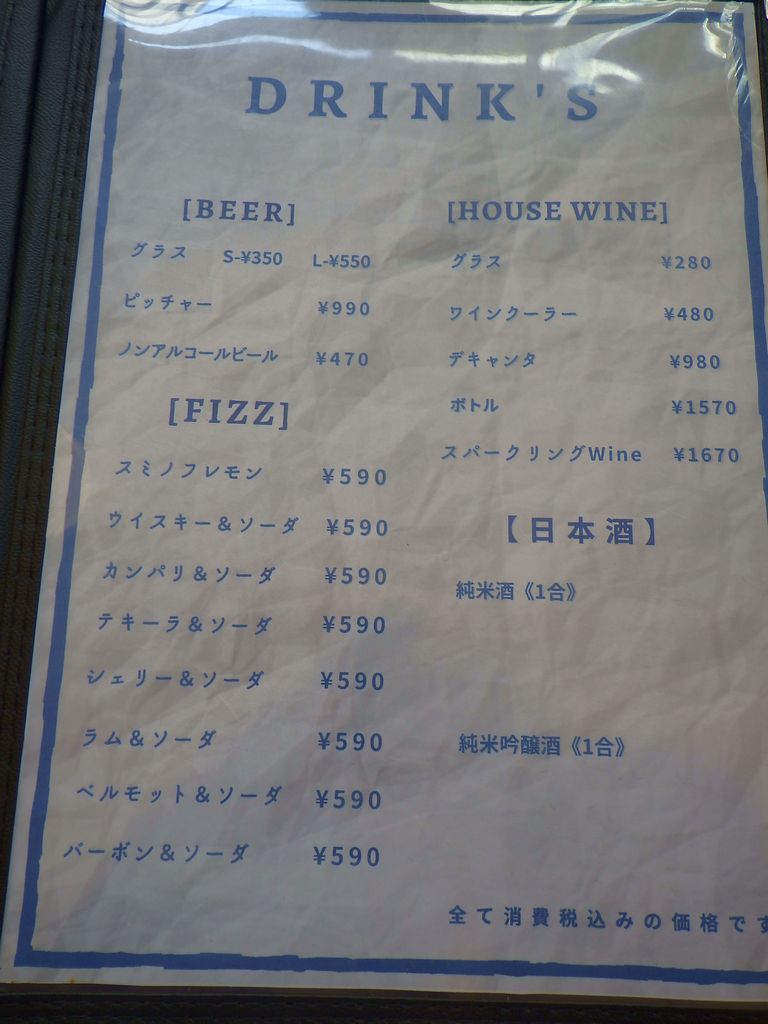 DRINK'S
[BEER]
グラス S-¥350 L-¥550
ピッチャー ¥990
ノンアルコールビール ¥470
[FIZZ]
スミノフレモン ¥590
ウイスキー&ソーダ ¥590
カンパリ&ソーダ ¥590
テキーラ&ソーダ ¥590
シェリー&ソーダ ¥590
ラム&ソーダ ¥590
ベルモット&ソーダ ¥590
バーボン&ソーダ ¥590
[HOUSE WINE]
グラス ¥280
ワインクーラー ¥480
デキャンタ ¥980
ボトル ¥1570
スパークリングWine ¥1670
【日本酒】
純米酒《1合》
純米吟醸酒《1合》
全て消費税込みの価格です